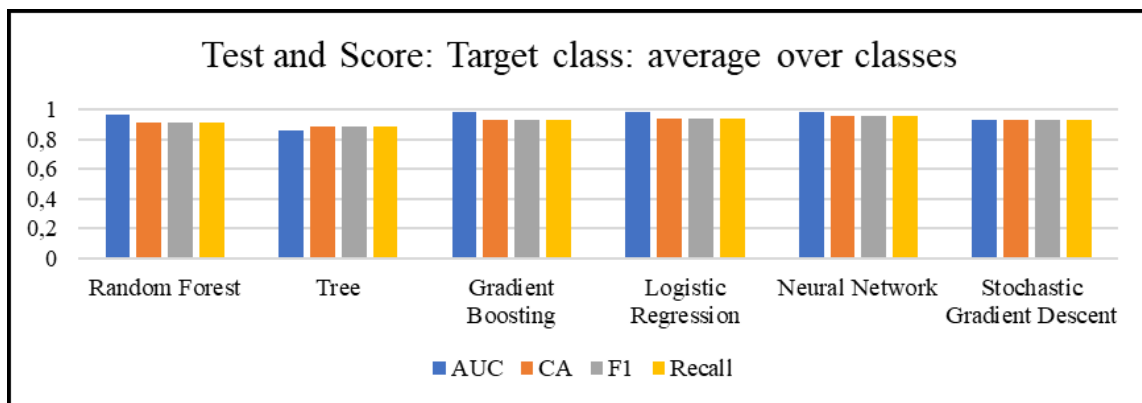 Test and Score: Target class: average over classes
1
0,8
0,6
0,4
0,2
0
Random Forest
Tree
Gradient
Boosting
Logistic
Regression
Neural Network
Stochastic
Gradient Descent
AUC
CA
F1
Recall